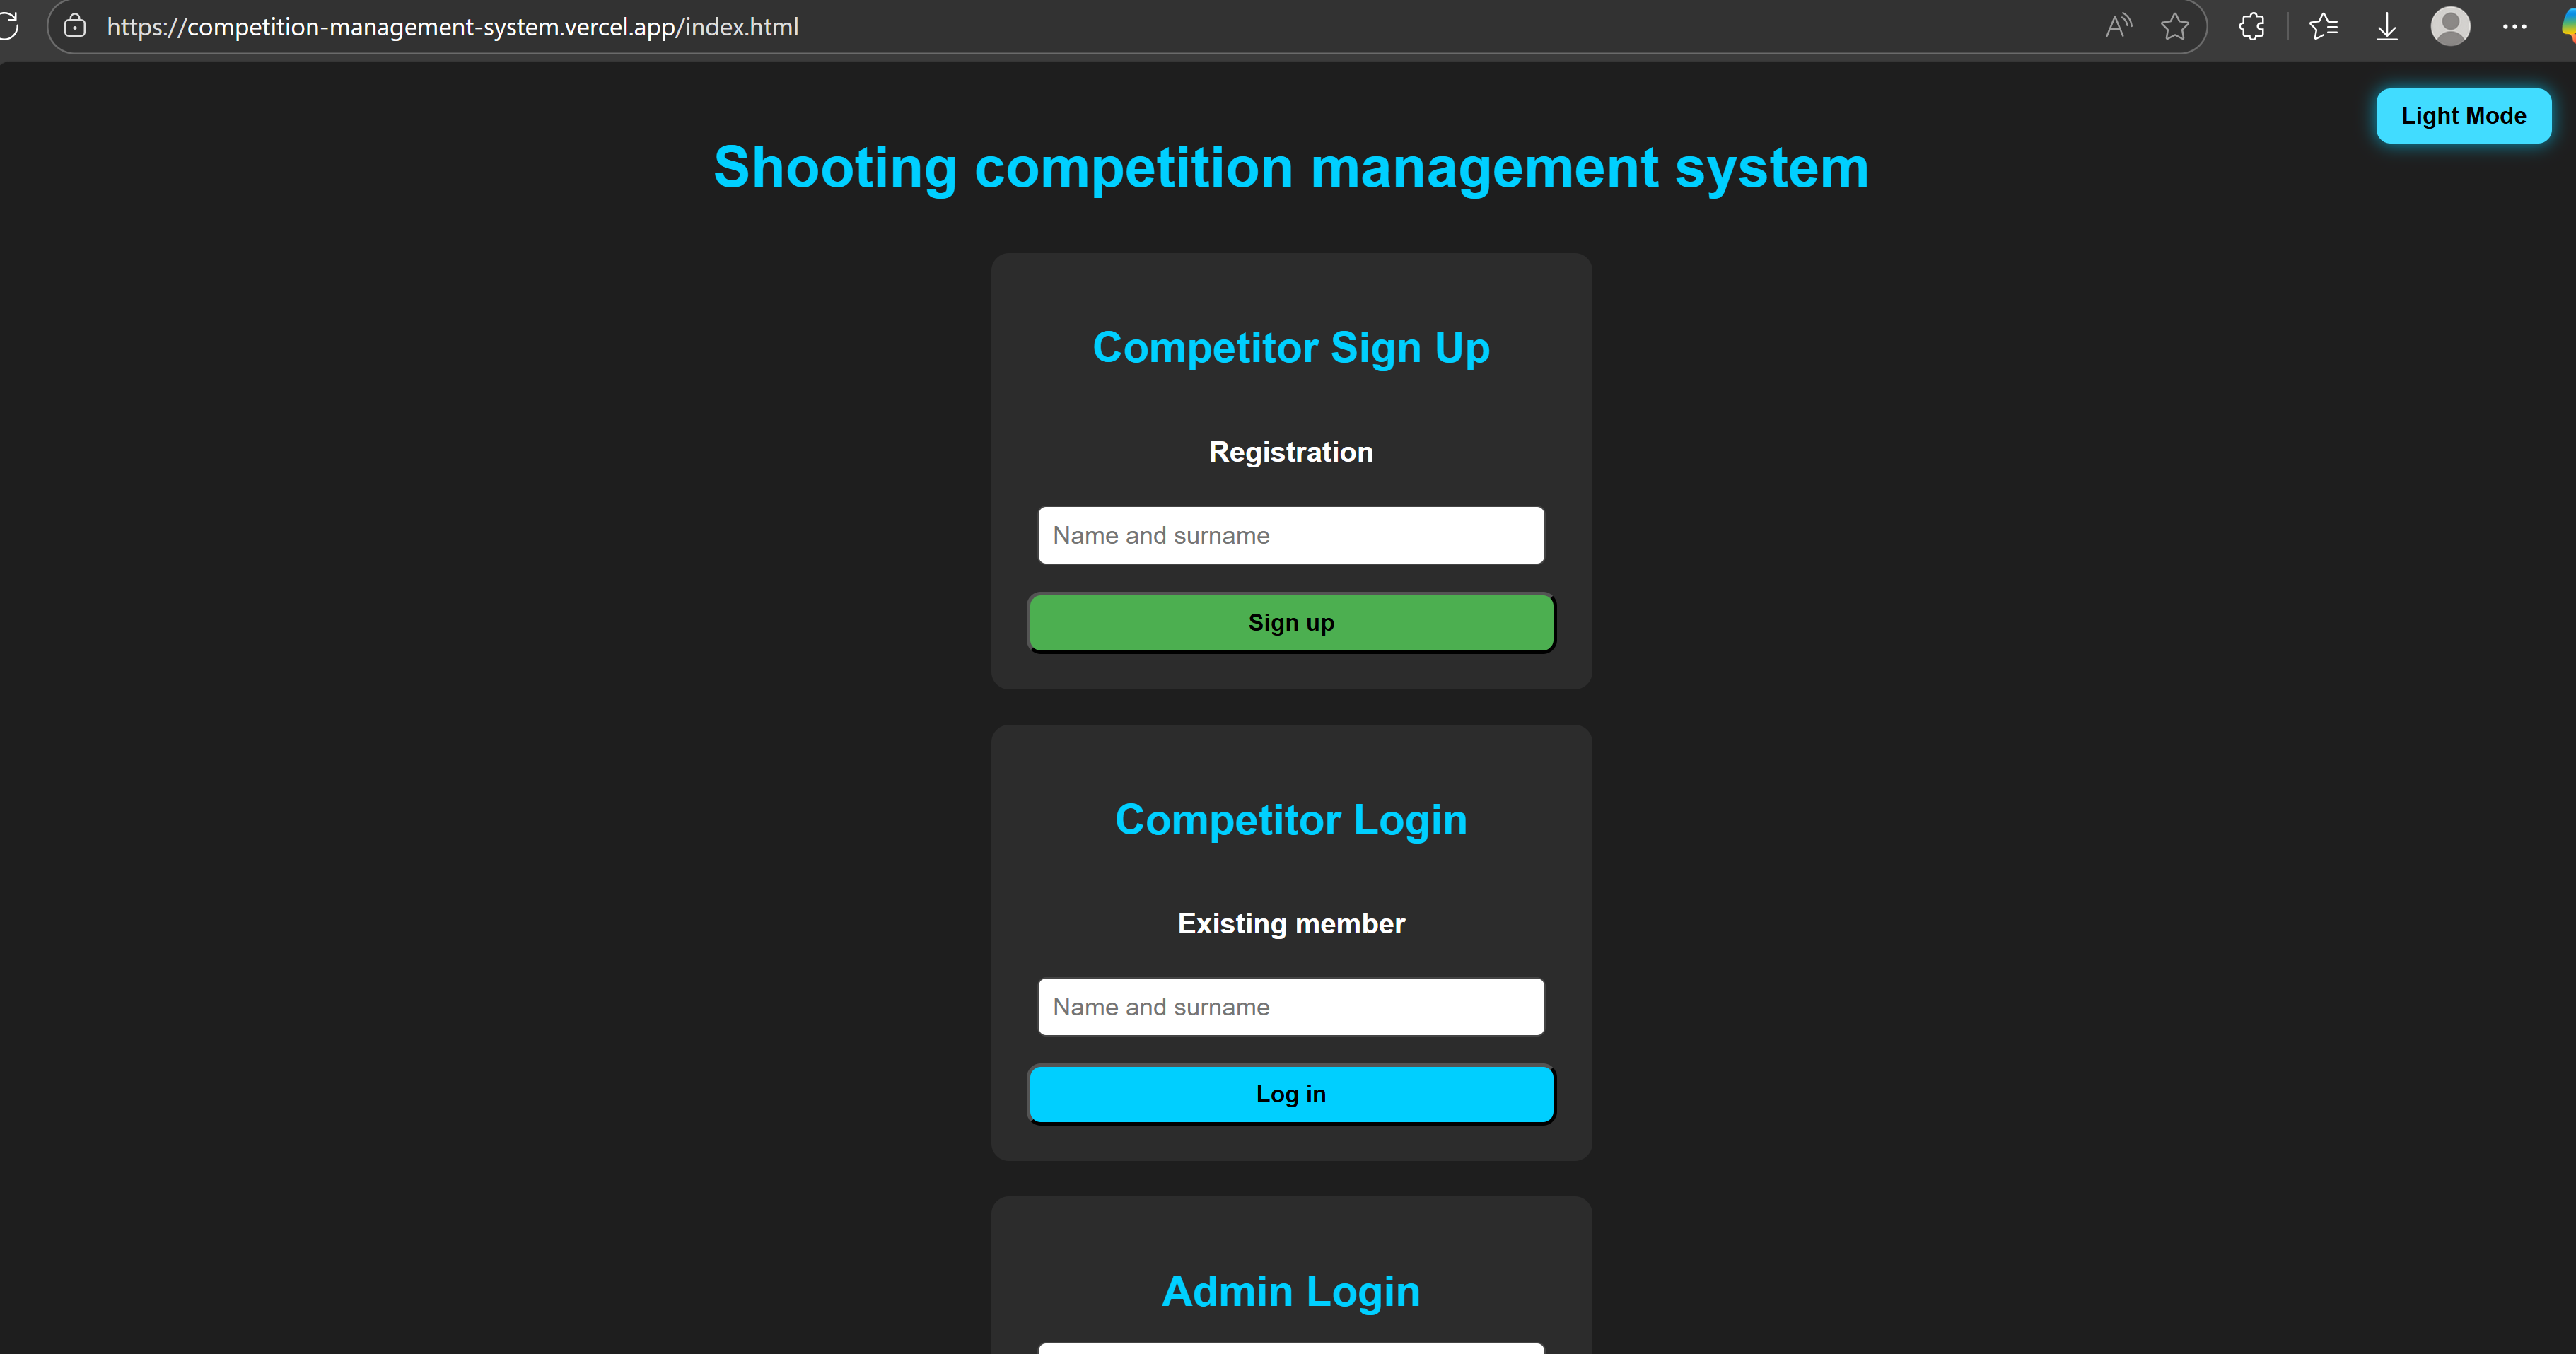 https://competition-management-system.vercel.app/index.html
Light Mode
Shooting competition management system
Competitor Sign Up
Registration
Name and surname
Sign up
Competitor Login
Existing member
Name and surname
Log in
Admin Login